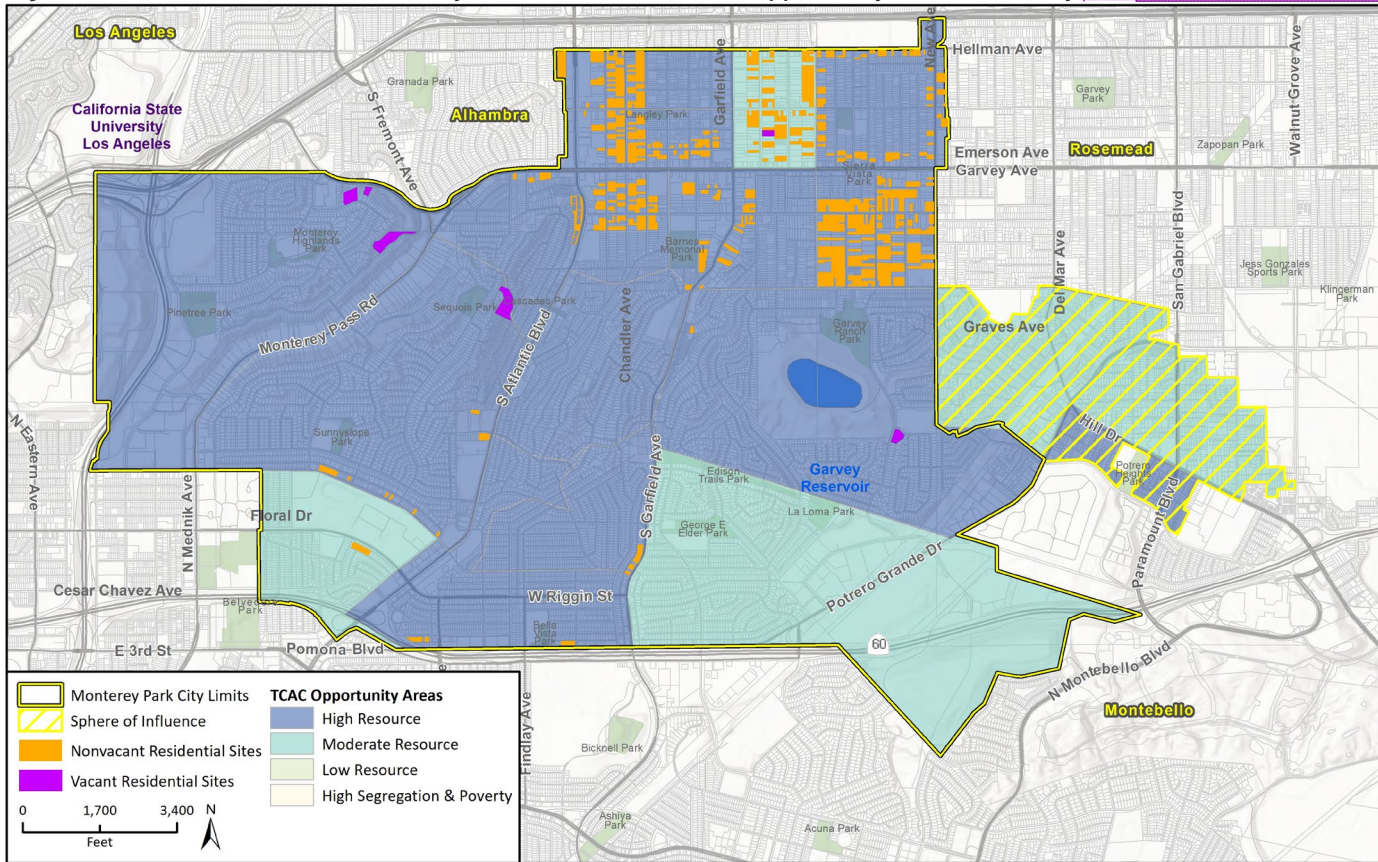 Los Angeles
Hellman Ave
New Ave
Walnut Grove Ave
Granada Park
Garfield Ave
S Fremont Ave
Garvey
Park
California State
University
Los Angeles
Alhambra
Langley Park
Emerson Ave
Rosemead
Zapopan Park
Garvey Ave
Sierra
Vista
Park
San Gabriel Blvd
Monterey
Highlands
Park
Barnes
Memorial
Park
Del Mar Ave
Jess Gonzales
Sports Park
Klingerman
Park
Pinetree Park
Sequoia Park
Cascades Park
Monterey Pass Rd
S Atlantic Blvd
Chandler Ave
Garvey
Ranch
Park
Graves Ave
N Eastern Ave
Sunnyslope
Park
Hill Dr
S Garfield Ave
Edison
Trails Park
Garvey
Reservoir
Potrero
Heights
Park
N Mednik Ave
Floral Dr
La Loma Park
George E
Elder Park
Paramount Blvd
Cesar Chavez Ave
Potrero Grande Dr
W Riggin St
Park
Bella
Vista
Park
E 3rd St
Pomona Blvd
60
N Montebello Blvd
Montebello
Findlay Ave
Bicknell Park
Ashiya
Park
Acuna Park
Monterey Park City Limits
Sphere of Influence
Nonvacant Residential Sites
Vacant Residential Sites
0 1,700 3,400
Feet
N
TCAC Opportunity Areas
High Resource
Moderate Resource
Low Resource
High Segregation & Poverty